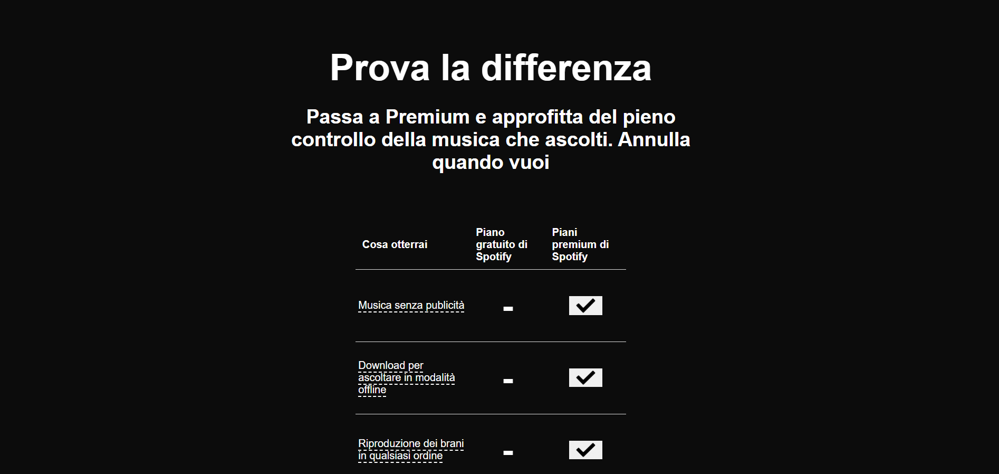 Prova la differenza
Passa a Premium e approfitta del pieno
controllo della musica che ascolti. Annulla
quando vuoi
Cosa otterrai
Piano
gratuito di
Spotify
Piani
premium di
Spotify
Musica senza publicità
-
Download per
ascoltare in modalità
offline
-
Riproduzione dei brani
in qualsiasi ordine
-